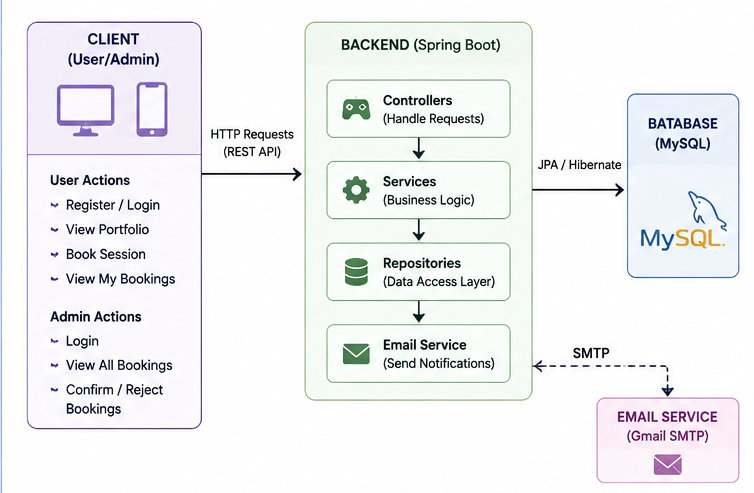 CLIENT
(User/Admin)
User Actions
Register / Login
View Portfolio
Book Session
View My Bookings
Admin Actions
Login
View All Bookings
Confirm / Reject
Bookings
HTTP Requests
(REST API)
BACKEND (Spring Boot)
Controllers
(Handle Requests)
Services
(Business Logic)
Repositories
(Data Access Layer)
Email Service
(Send Notifications)
JPA / Hibernate
BATABASE
(MySQL)
MySQL.
SMTP
EMAIL SERVICE
(Gmail SMTP)